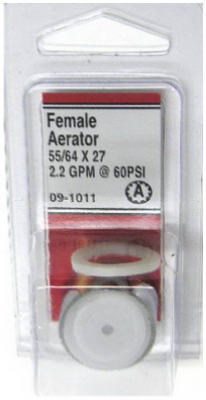 Female
Aerator
55/64 X 27
2.2 GPM @ 60PSI
09-1011 A